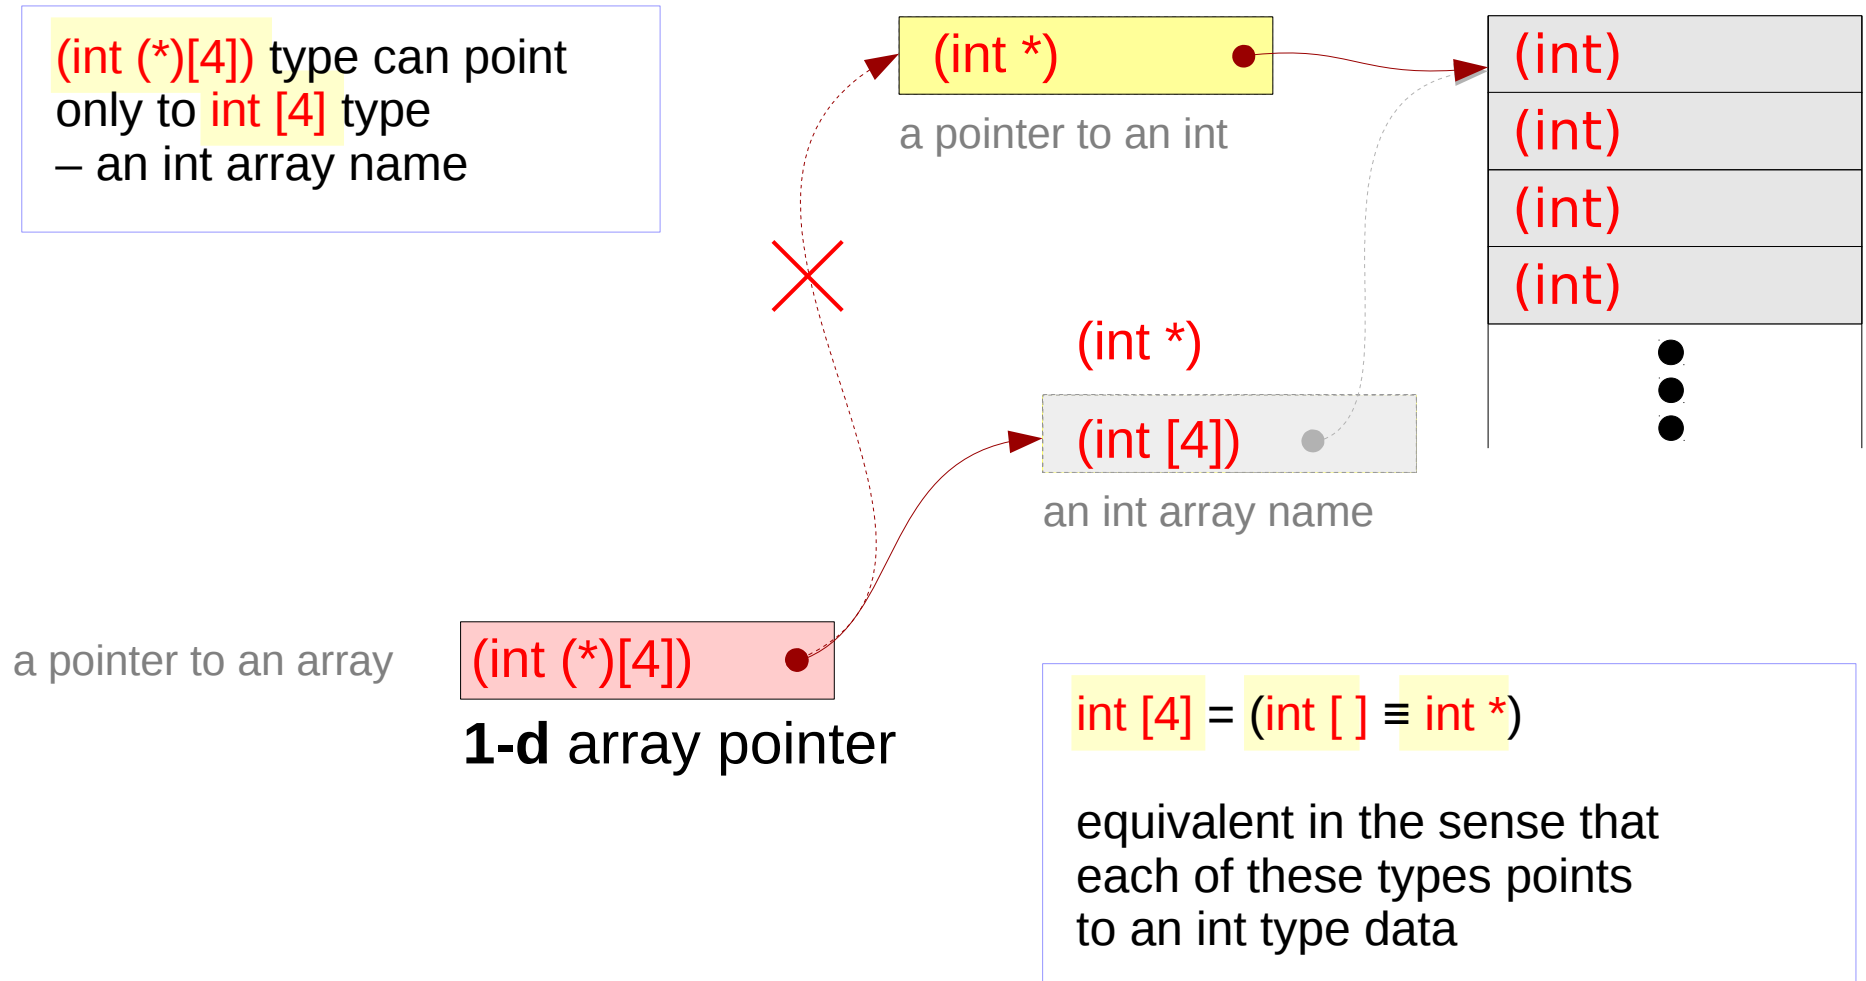 (int (*)[4]) type can point
only to int [4] type
– an int array name
(int *)
a pointer to an int
(int)
(int)
(int)
(int)
(int *)
(int [4])
an int array name
a pointer to an array
(int (*)[4])
1-d array pointer
int [4] = (int [ ] ≡ int *)
equivalent in the sense that
each of these types points
to an int type data